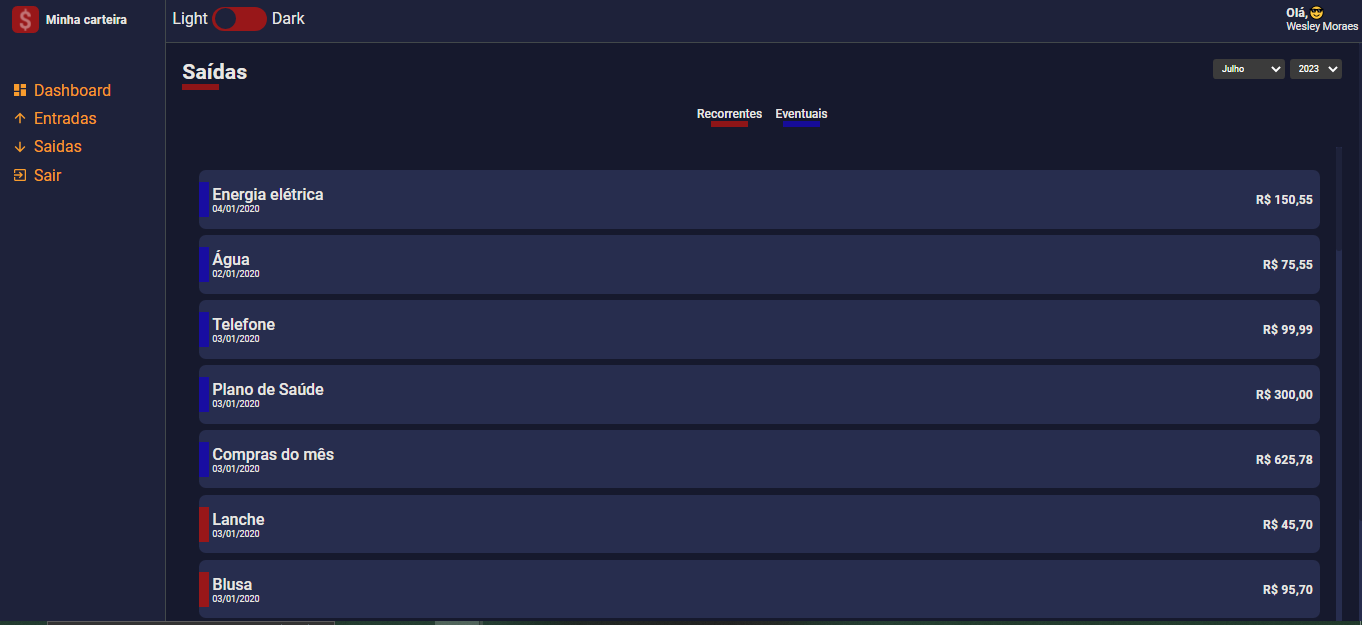 Minha carteira
Light Dark
Olá,😎
Wesley Moraes
Dashboard
Entradas
Saidas
Sair
Saídas
Julho 2023
Recorrentes Eventuais
Energia elétrica
04/01/2020
R$ 150,55
Água
02/01/2020
R$ 75,55
Telefone
03/01/2020
R$ 99,99
Plano de Saúde
03/01/2020
R$ 300,00
Compras do mês
03/01/2020
R$ 625,78
Lanche
03/01/2020
R$ 45,70
Blusa
03/01/2020
R$ 95,70